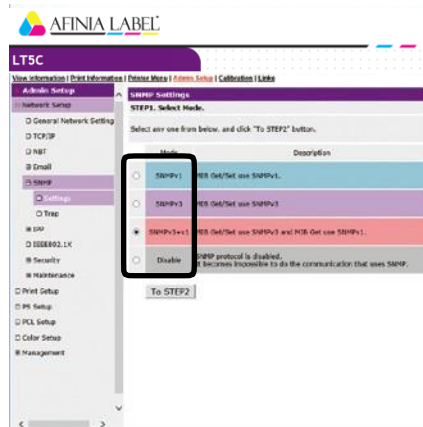 AFINIA LABEL
LT5C
View Information | Print Information | Printer Menu | Admin Setup | Calibration | Links
Admin Setup
Network Setup
General Network Setting
TCP/IP
NBT
Email
SNMP
Settings
Trap
IPP
IEEE802.1X
Security
Maintenance
Print Setup
PS Setup
PCL Setup
Color Setup
Management
SNMP Settings
STEP1. Select Mode.
Select any one from below, and click "To STEP2" button.
Mode Description
SNMPv1 MIB Get/Set use SNMPv1.
SNMPv3 MIB Get/Set use SNMPv3
SNMPv3+v1 MIB Get/Set use SNMPv3 and MIB Get use SNMPv1.
Disable SNMP protocol is disabled.
It becomes impossible to do the communication that uses SNMP.
To STEP2